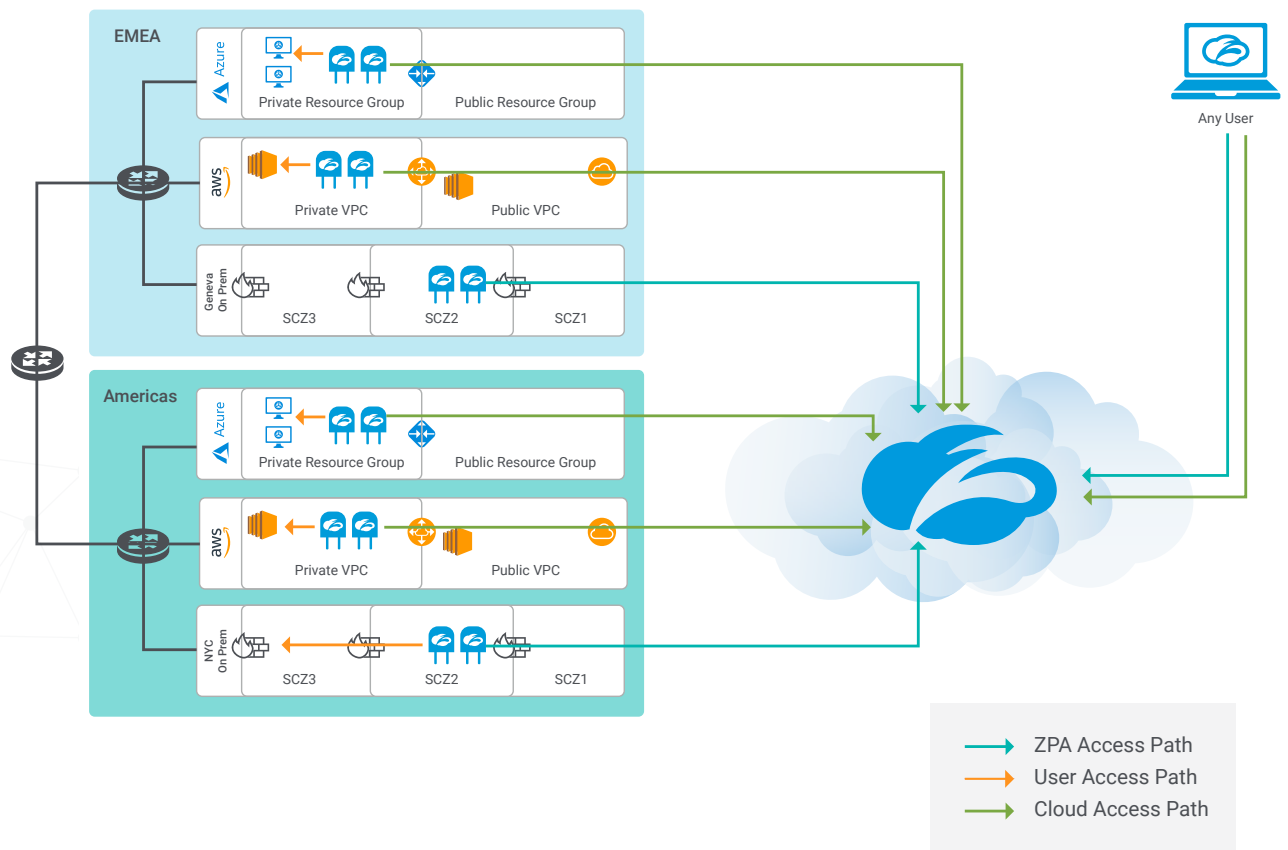 EMEA
Azure
Private Resource Group
Public Resource Group
aws
Private VPC
Public VPC
Geneva
On Prem
SCZ3
SCZ2
SCZ1
Americas
Azure
Private Resource Group
Public Resource Group
aws
Private VPC
Public VPC
NYC
On Prem
SCZ3
SCZ2
SCZ1
Any User
ZPA Access Path
User Access Path
Cloud Access Path